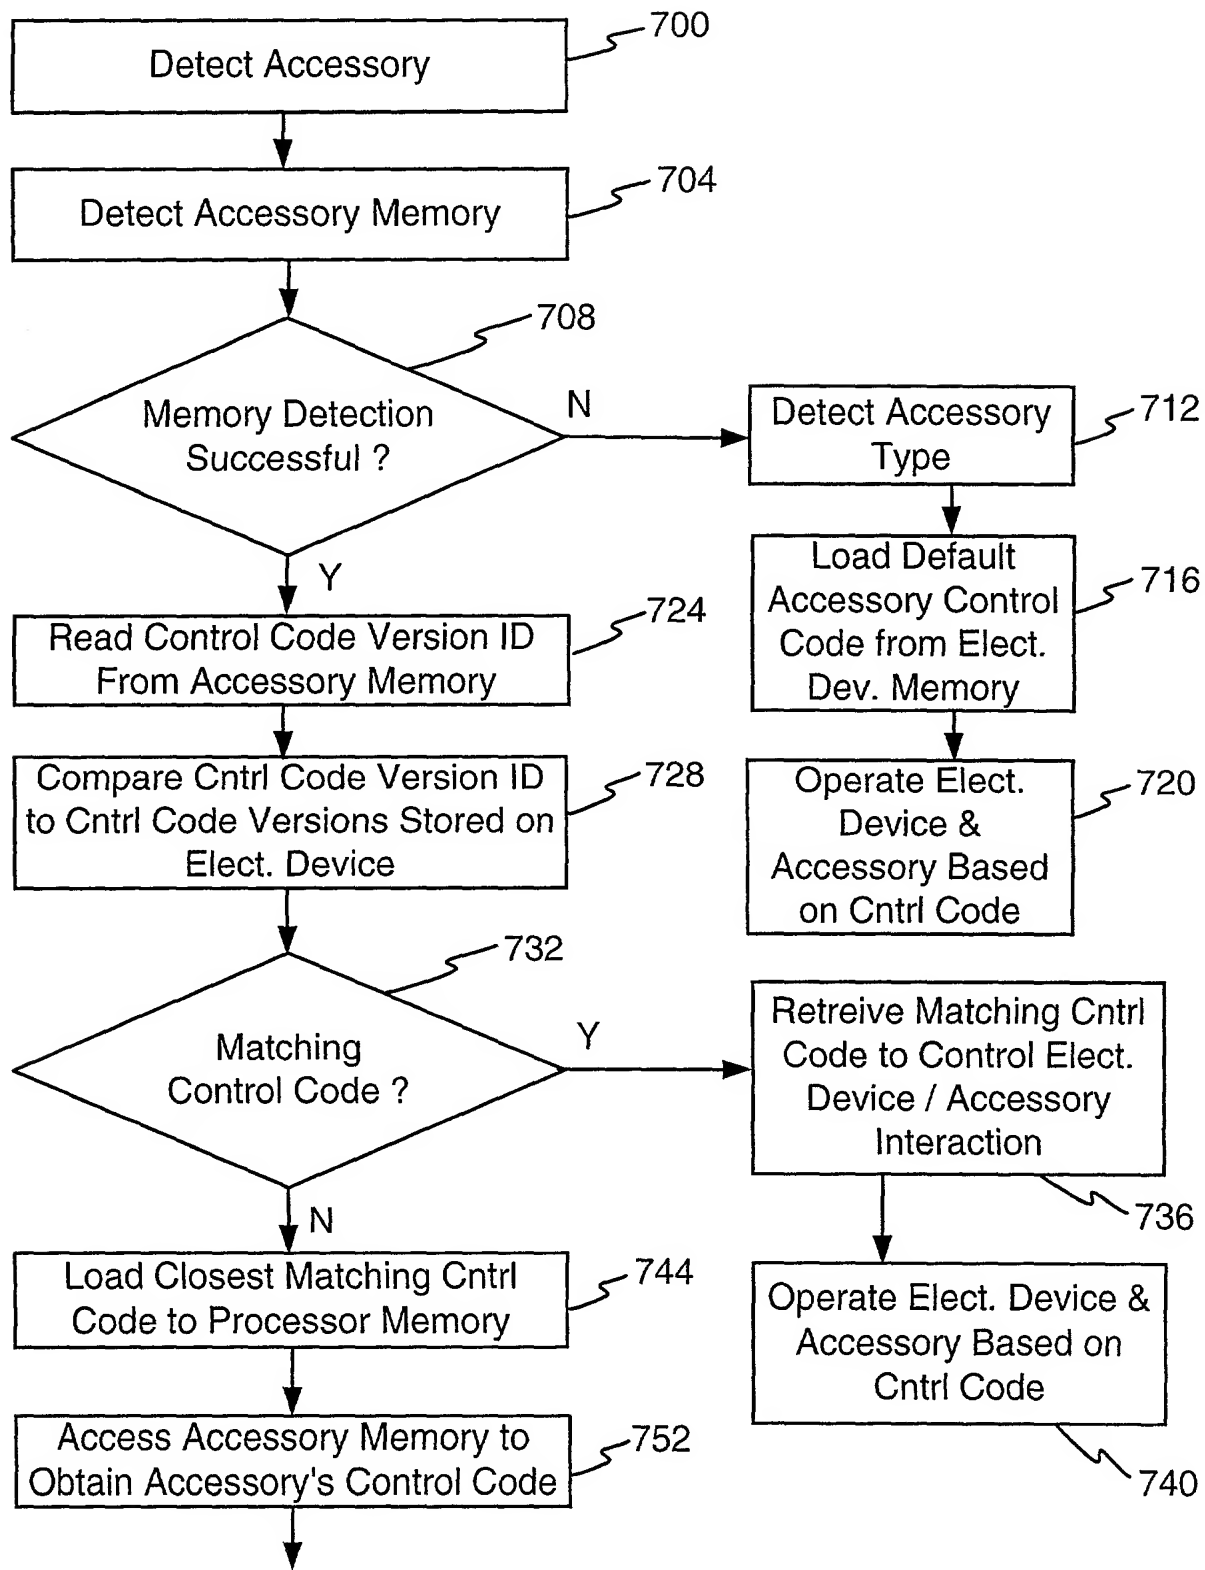 700
Detect Accessory
704
Detect Accessory Memory
708
Memory Detection
Successful ?
N
Y
712
Detect Accessory
Type
716
Load Default
Accessory Control
Code from Elect.
Dev. Memory
724
Read Control Code Version ID
From Accessory Memory
720
Operate Elect.
Device &
Accessory Based
on Cntrl Code
728
Compare Cntrl Code Version ID
to Cntrl Code Versions Stored on
Elect. Device
732
Matching
Control Code ?
Y
N
Retreive Matching Cntrl
Code to Control Elect.
Device / Accessory
Interaction
736
744
Load Closest Matching Cntrl
Code to Processor Memory
Operate Elect. Device &
Accessory Based on
Cntrl Code
740
752
Access Accessory Memory to
Obtain Accessory's Control Code